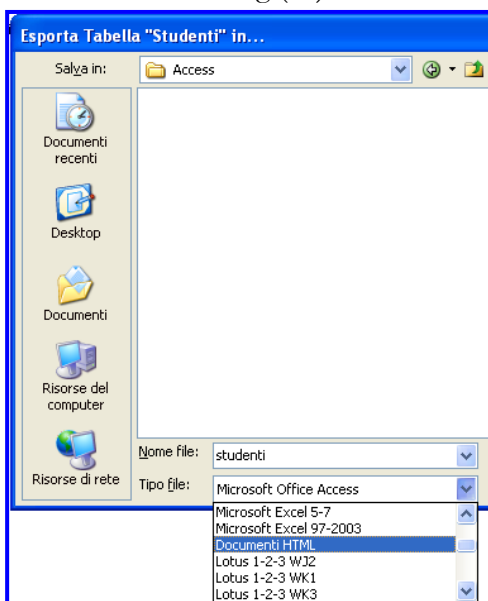 Esporta Tabella "Studenti" in...
Salva in:
Access
Documenti
recenti
Desktop
Documenti
Risorse del
computer
Risorse di rete
Nome file:
studenti
Tipo file:
Microsoft Office Access
Microsoft Excel 5-7
Microsoft Excel 97-2003
Documenti HTML
Lotus 1-2-3 WJ2
Lotus 1-2-3 WK1
Lotus 1-2-3 WK3